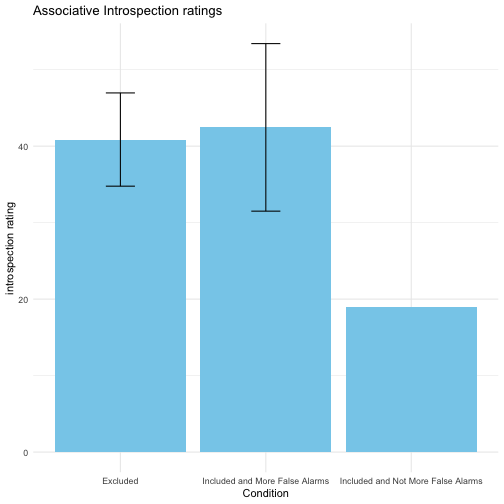 Associative Introspection ratings
introspection rating
40
20
0
Excluded
Included and More False Alarms
Included and Not More False Alarms
Condition